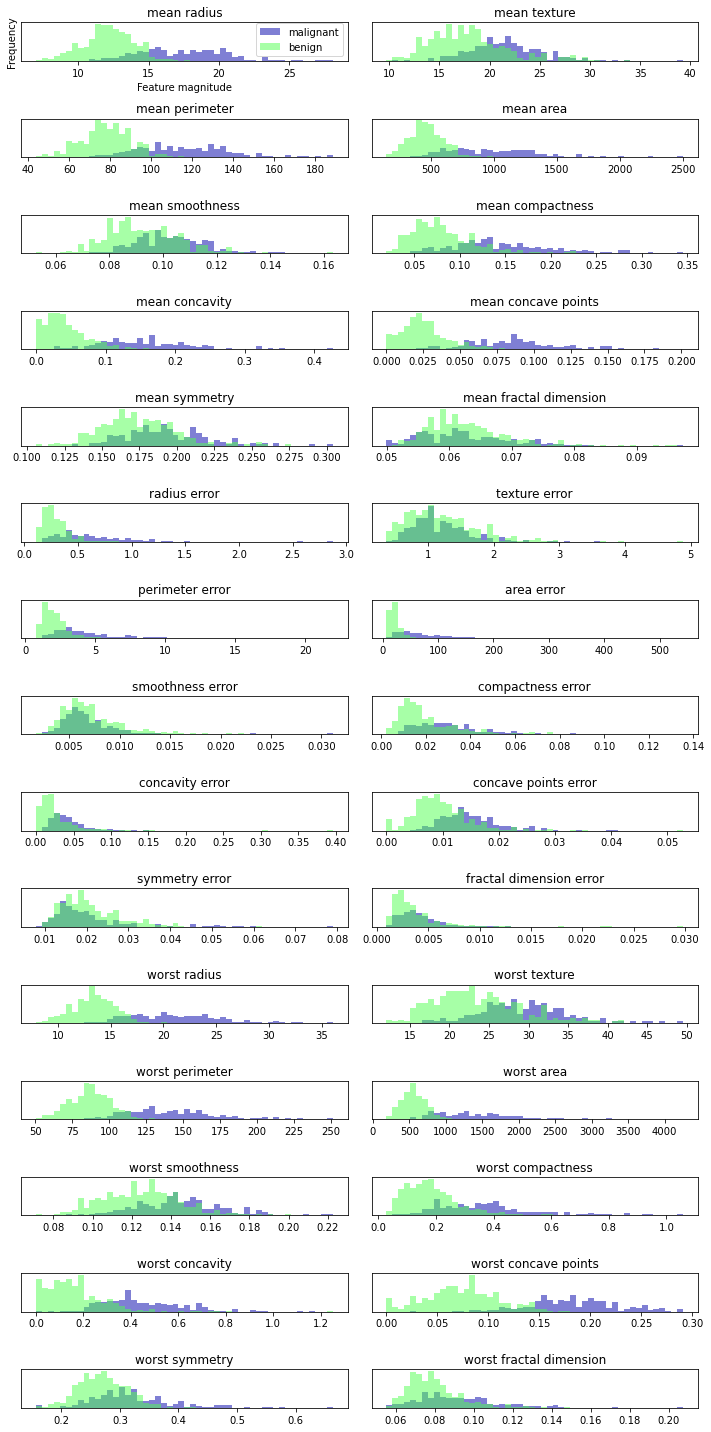 mean radius
mean texture
Frequency
malignant
benign
10 15 20 25
10 15 20 25 30 35 40
Feature magnitude
mean perimeter
mean area
40 60 80 100 120 140 160 180
500 1000 1500 2000 2500
mean smoothness
mean compactness
0.06 0.08 0.10 0.12 0.14 0.16
0.05 0.10 0.15 0.20 0.25 0.30 0.35
mean concavity
mean concave points
0.0 0.1 0.2 0.3 0.4
0.000 0.025 0.050 0.075 0.100 0.125 0.150 0.175 0.200
mean symmetry
mean fractal dimension
0.100 0.125 0.150 0.175 0.200 0.225 0.250 0.275 0.300
0.05 0.06 0.07 0.08 0.09
radius error
texture error
0.0 0.5 1.0 1.5 2.0 2.5 3.0
1 2 3 4 5
perimeter error
area error
0 5 10 15 20
0 100 200 300 400 500
smoothness error
compactness error
0.005 0.010 0.015 0.020 0.025 0.030
0.00 0.02 0.04 0.06 0.08 0.10 0.12 0.14
concavity error
concave points error
0.00 0.05 0.10 0.15 0.20 0.25 0.30 0.35 0.40
0.00 0.01 0.02 0.03 0.04 0.05
symmetry error
fractal dimension error
0.01 0.02 0.03 0.04 0.05 0.06 0.07 0.08
0.000 0.005 0.010 0.015 0.020 0.025 0.030
worst radius
worst texture
10 15 20 25 30 35
15 20 25 30 35 40 45 50
worst perimeter
worst area
50 75 100 125 150 175 200 225 250
0 500 1000 1500 2000 2500 3000 3500 4000
worst smoothness
worst compactness
0.08 0.10 0.12 0.14 0.16 0.18 0.20 0.22
0.0 0.2 0.4 0.6 0.8 1.0
worst concavity
worst concave points
0.0 0.2 0.4 0.6 0.8 1.0 1.2
0.00 0.05 0.10 0.15 0.20 0.25 0.30
worst symmetry
worst fractal dimension
0.2 0.3 0.4 0.5 0.6
0.06 0.08 0.10 0.12 0.14 0.16 0.18 0.20